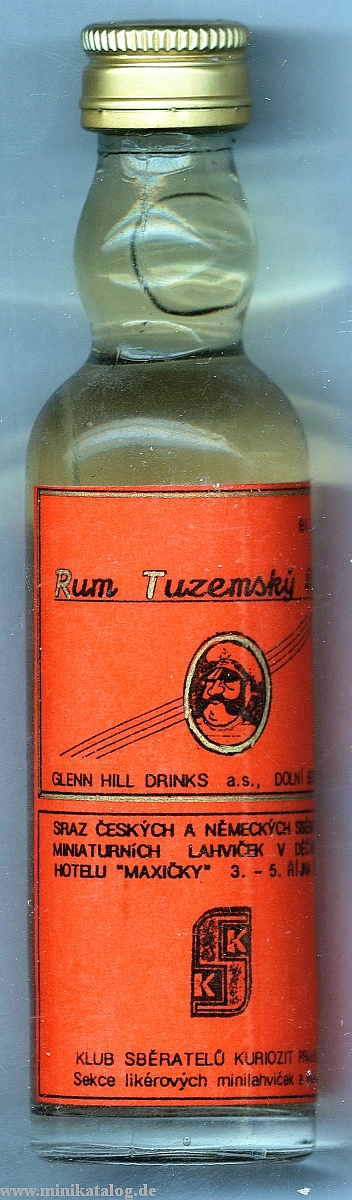 Rum Tuzemský
GLENN HILL DRINKS a.s., DOLNÍ
SRAZ ČESKÝCH A NĚMECKÝCH
MINIATURNÍCH LAHVIČEK V
HOTELU "MAXIČKY" 3. - 5. ŘÍJNA
S
K
K
KLUB SBĚRATELŮ KURIOZIT
Sekce likérových minilahviček a
www.minikatalog.de